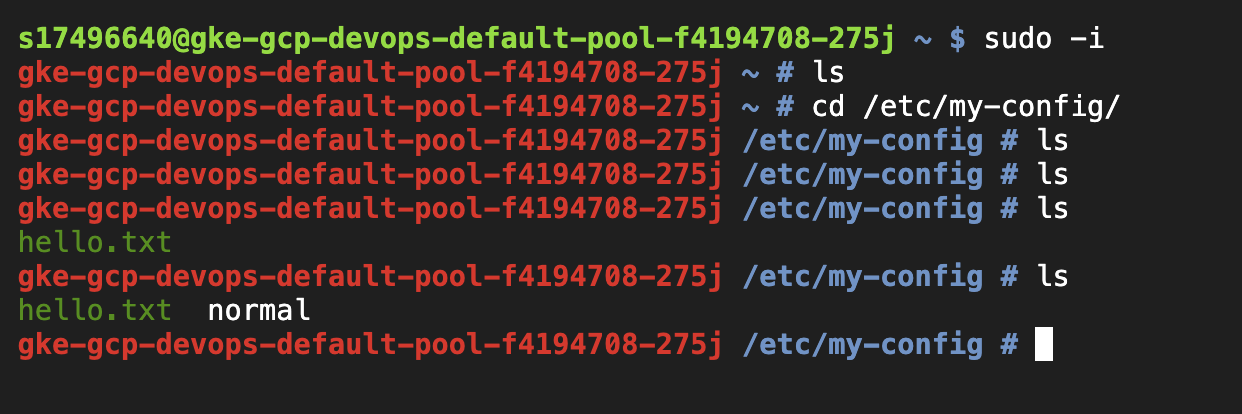 s17496640@gke-gcp-devops-default-pool-f4194708-275j ~ $ sudo -i
gke-gcp-devops-default-pool-f4194708-275j ~ # ls
gke-gcp-devops-default-pool-f4194708-275j ~ # cd /etc/my-config/
gke-gcp-devops-default-pool-f4194708-275j /etc/my-config # ls
gke-gcp-devops-default-pool-f4194708-275j /etc/my-config # ls
gke-gcp-devops-default-pool-f4194708-275j /etc/my-config # ls
hello.txt
gke-gcp-devops-default-pool-f4194708-275j /etc/my-config # ls
hello.txt  normal
gke-gcp-devops-default-pool-f4194708-275j /etc/my-config #